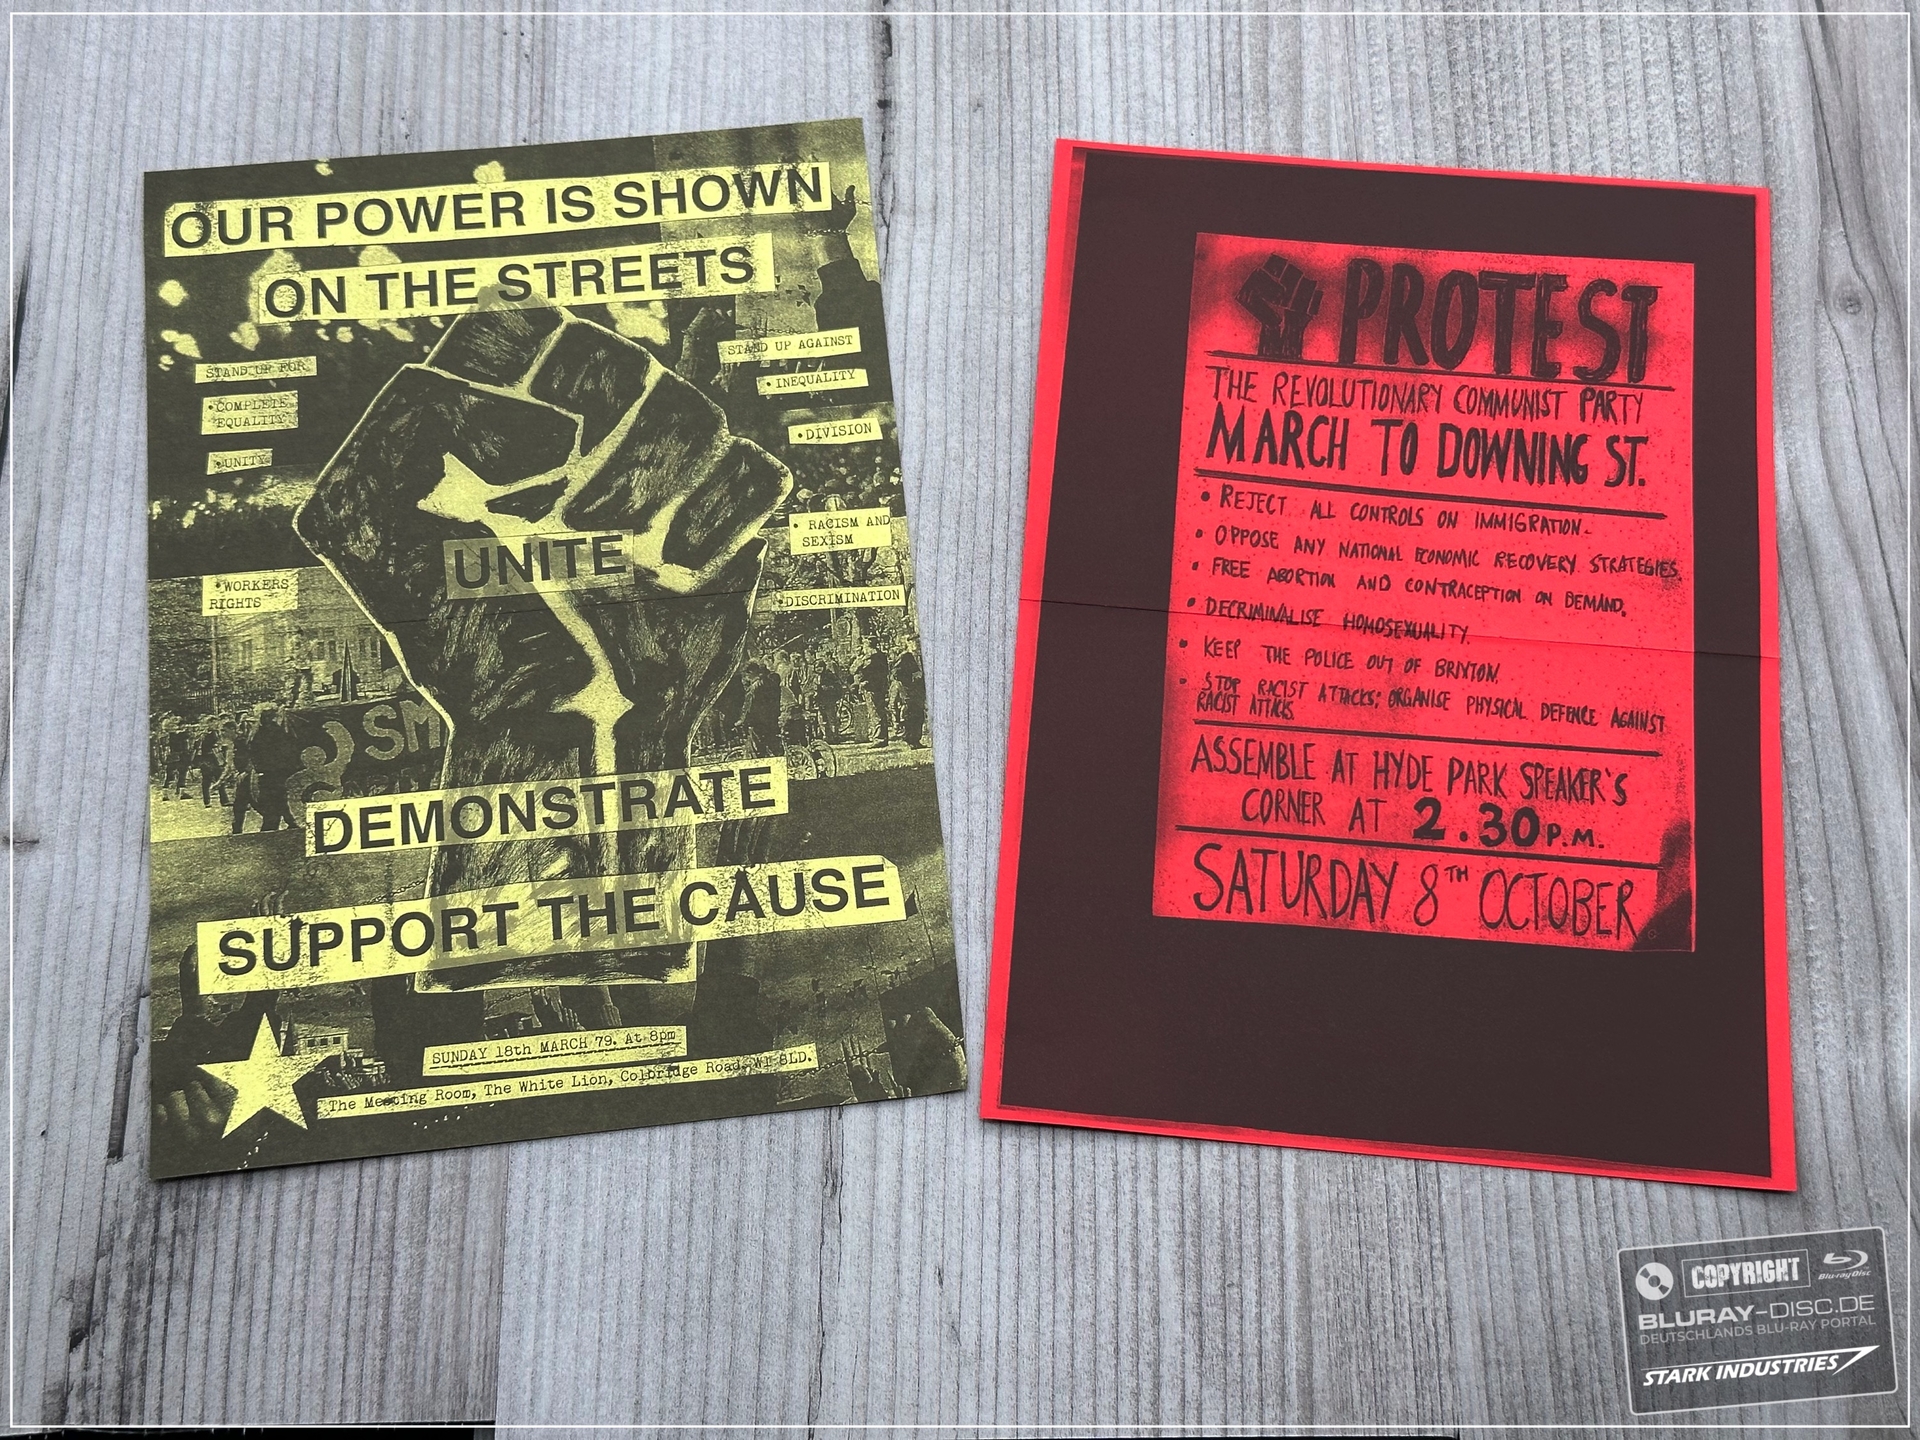 OUR POWER IS SHOWN
ON THE STREETS
STAND UP FOR
• COMPLETE
EQUALITY
• UNITY
• WORKERS
RIGHTS
STAND UP AGAINST
• INEQUALITY
• DIVISION
• RACISM AND
SEXISM
• DISCRIMINATION
UNITE
SM
DEMONSTRATE
SUPPORT THE CAUSE
SUNDAY 18th MARCH 79. At 8pm
The Meeting Room, The White Lion, Colbridge Road. W1 8LD.
PROTEST
THE REVOLUTIONARY COMMUNIST PARTY
MARCH TO DOWNING ST.
• REJECT ALL CONTROLS ON IMMIGRATION.
• OPPOSE ANY NATIONAL ECONOMIC RECOVERY STRATEGIES.
• FREE ABORTION AND CONTRACEPTION ON DEMAND.
• DECRIMINALISE HOMOSEXUALITY.
• KEEP THE POLICE OUT OF BRIXTON.
• STOP RACIST ATTACKS; ORGANISE PHYSICAL DEFENCE AGAINST
RACIST ATTACKS
ASSEMBLE AT HYDE PARK SPEAKER'S
CORNER AT 2.30 P.M.
SATURDAY 8TH OCTOBER
COPYRIGHT
Blu-ray Disc
BLURAY-DISC.DE
DEUTSCHLANDS BLU-RAY PORTAL
STARK INDUSTRIES